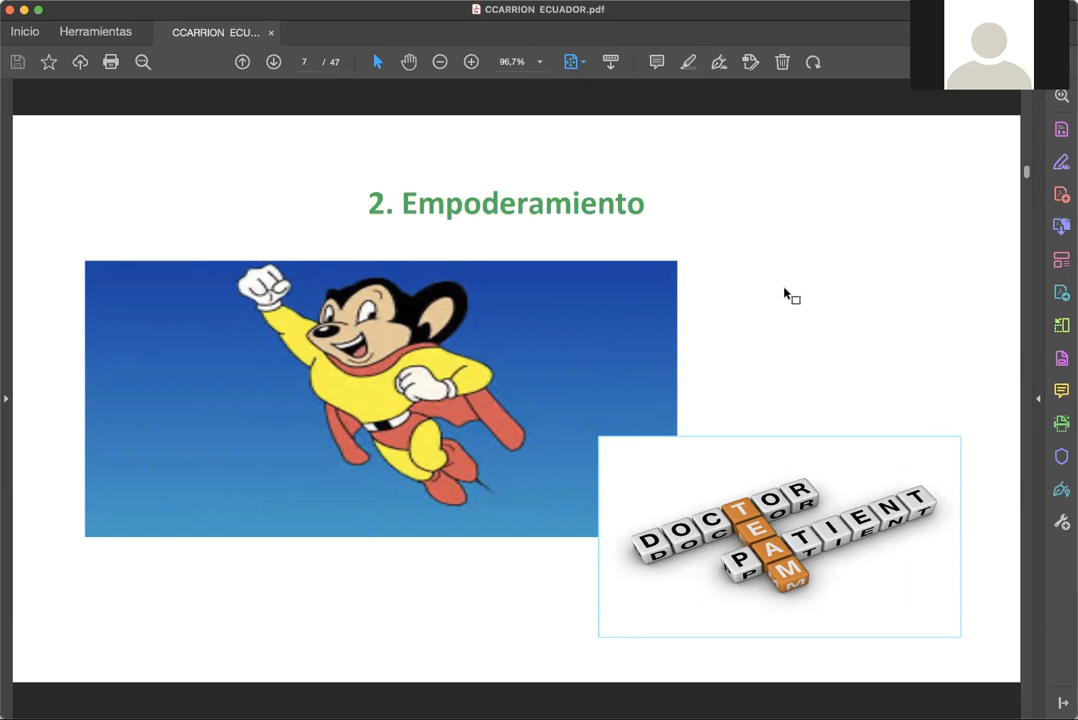 CCARRION ECUADOR.pdf
Inicio
Herramientas
CCARRION ECU... ×
7 / 47
96,7%
2. Empoderamiento
DOCTOR
TEAM
PATIENT